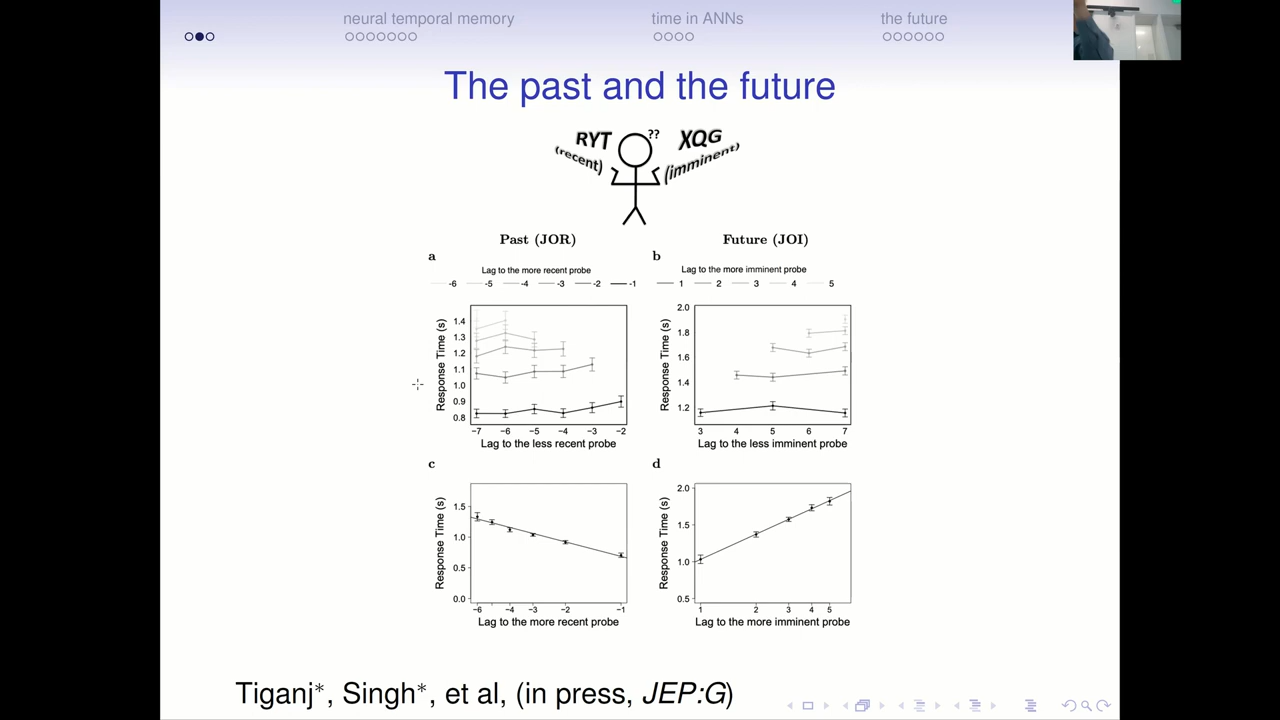 neural temporal memory time in ANNs the future
The past and the future
RYT ?? XQG
(recent) (imminent)
Past (JOR) Future (JOI)
a b
Lag to the more recent probe Lag to the more imminent probe
-6 -5 -4 -3 -2 -1 1 2 3 4 5
Response Time (s)
1.4
1.3
1.2
1.1
1.0
0.9
0.8
−7 −6 −5 −4 −3 −2
Lag to the less recent probe
Response Time (s)
2.0
1.8
1.6
1.4
1.2
3 4 5 6 7
Lag to the less imminent probe
c d
Response Time (s)
1.5
1.0
0.5
0.0
−6 −4 −3 −2 −1
Lag to the more recent probe
Response Time (s)
2.0
1.5
1.0
0.5
1 2 3 4 5
Lag to the more imminent probe
Tiganj*, Singh*, et al, (in press, JEP:G)